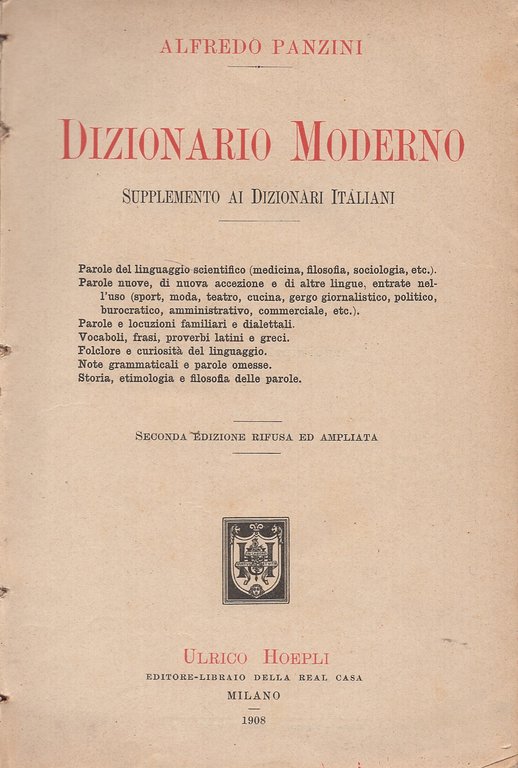 ALFREDO PANZINI
DIZIONARIO MODERNO
SUPPLEMENTO AI DIZIONARI ITALIANI
Parole del linguaggio scientifico (medicina, filosofia, sociologia, etc.).
Parole nuove, di nuova accezione e di altre lingue, entrate nel-
l'uso (sport, moda, teatro, cucina, gergo giornalistico, politico,
burocratico, amministrativo, commerciale, etc.).
Parole e locuzioni familiari e dialettali.
Vocaboli, frasi, proverbi latini e greci.
Folclore e curiosità del linguaggio.
Note grammaticali e parole omesse.
Storia, etimologia e filosofia delle parole.
SECONDA EDIZIONE RIFUSA ED AMPLIATA
ULRICO HOEPLI
EDITORE-LIBRAIO DELLA REAL CASA
MILANO
1908